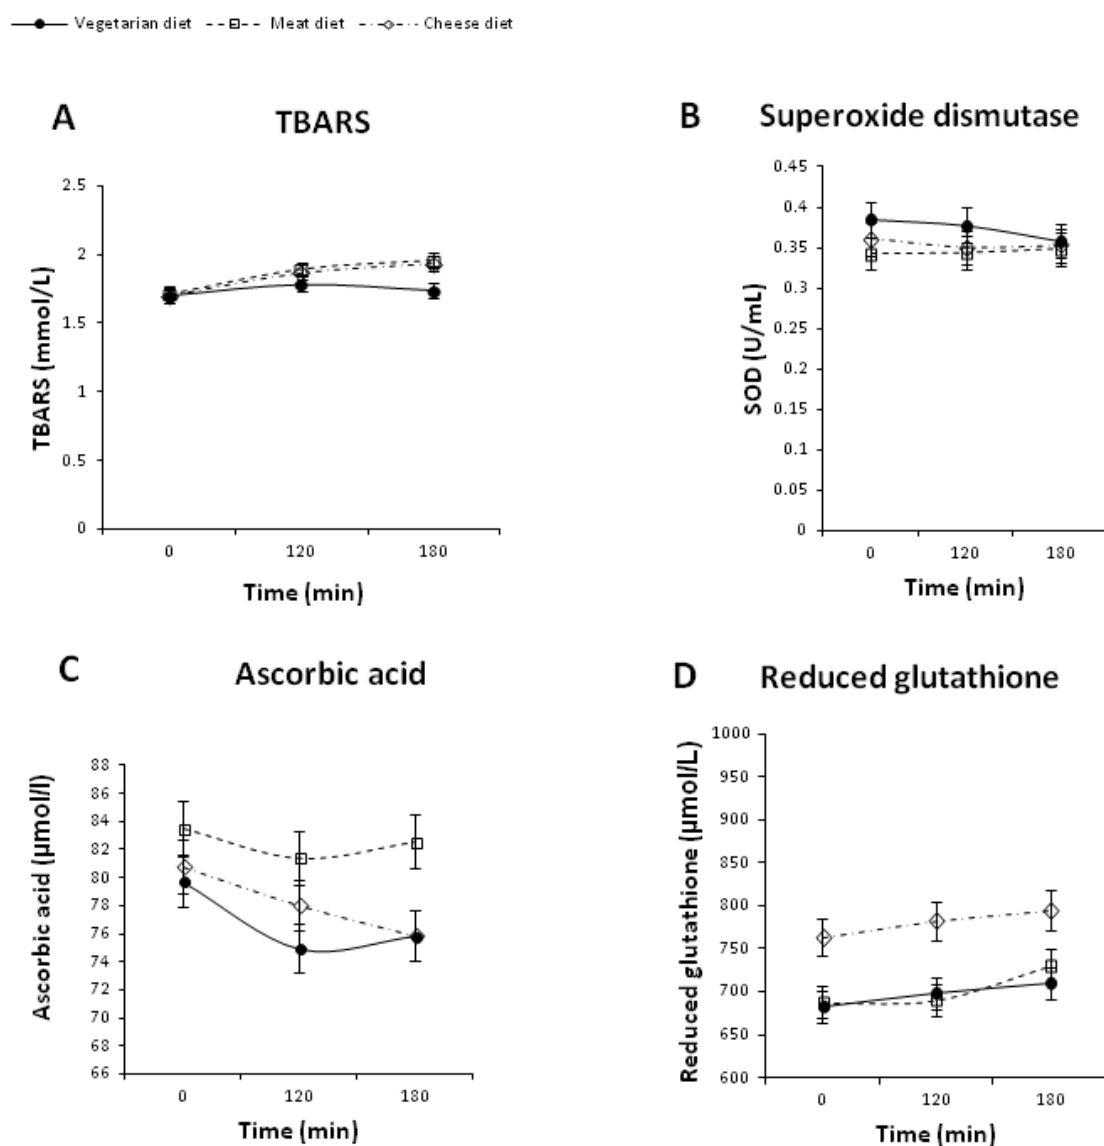 Vegetarian diet Meat diet Cheese diet
A TBARS
TBARS (mmol/L)
2.5
2
1.5
1
0.5
0
0 120 180
Time (min)
B Superoxide dismutase
SOD (U/mL)
0.45
0.4
0.35
0.3
0.35
0.2
0.15
0.1
0.05
0
0 120 180
Time (min)
C Ascorbic acid
Ascorbic acid (µmol/l)
88
86
84
82
80
78
76
74
72
70
68
66
0 120 180
Time (min)
D Reduced glutathione
Reduced glutathione (µmol/L)
1000
950
900
850
800
750
700
650
600
0 120 180
Time (min)